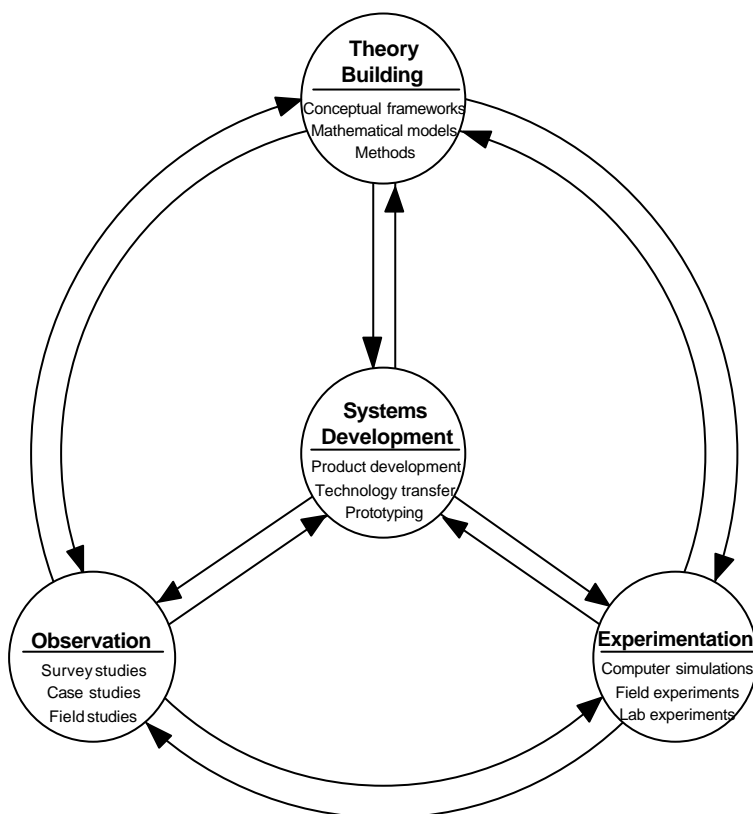 Theory
Building
Conceptual frameworks
Mathematical models
Methods
Systems
Development
Product development
Technology transfer
Prototyping
Observation
Survey studies
Case studies
Field studies
Experimentation
Computer simulations
Field experiments
Lab experiments